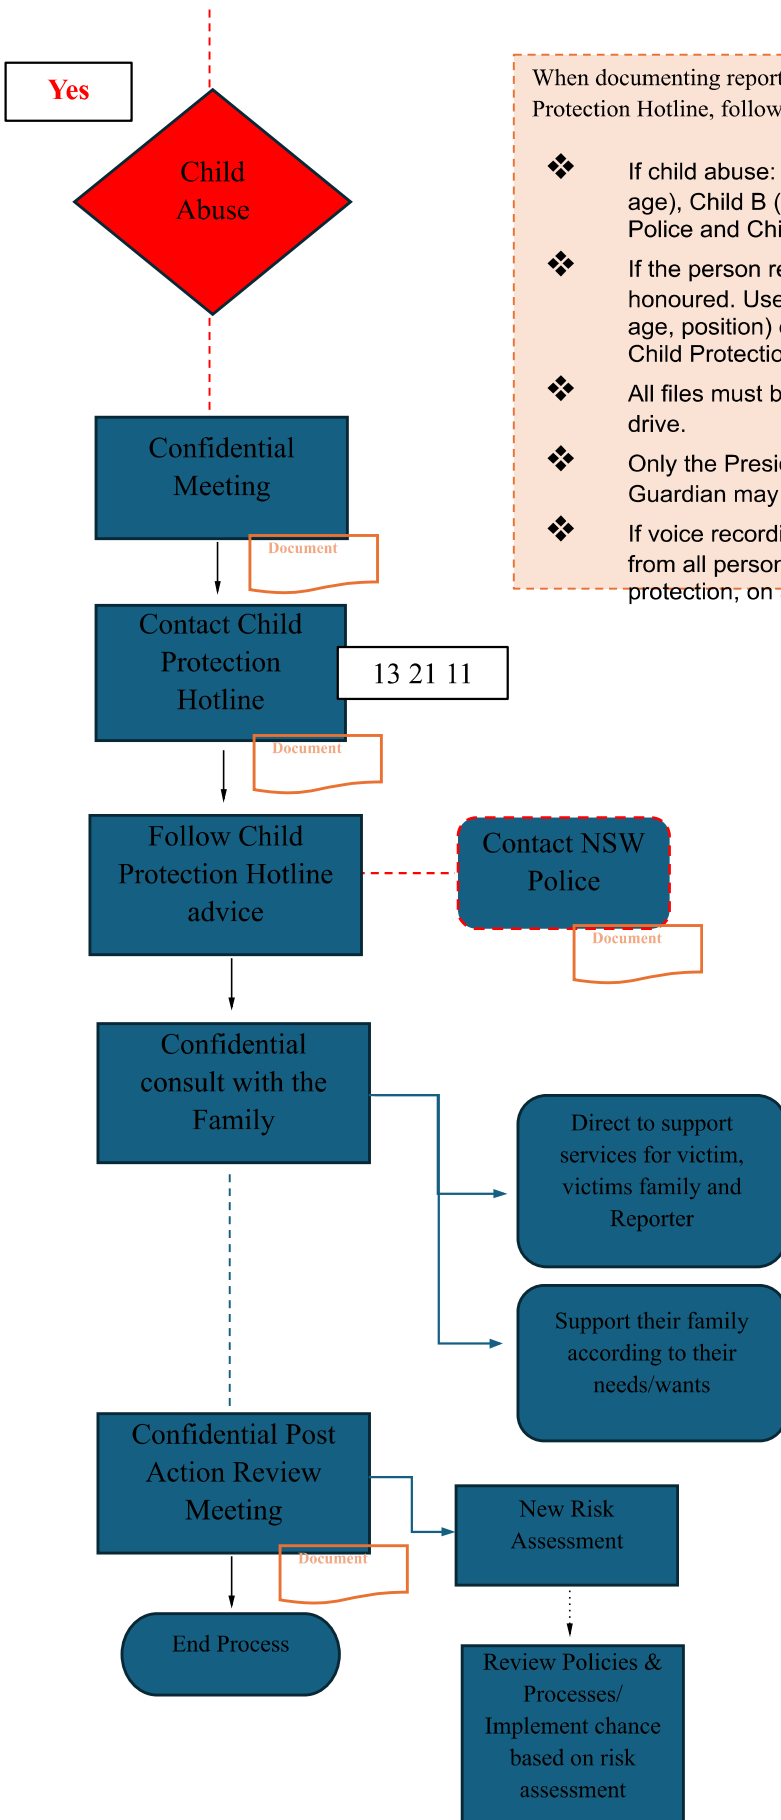 Yes
Child
Abuse
When documenting report
Protection Hotline, follow
❖ If child abuse:
age), Child B (
Police and Chi
❖ If the person re
honoured. Use
age, position)
Child Protectio
❖ All files must b
drive.
❖ Only the Presi
Guardian may
❖ If voice recordi
from all person
protection, on
Confidential
Meeting
Document
Contact Child
Protection
Hotline
13 21 11
Document
Follow Child
Protection Hotline
advice
Contact NSW
Police
Document
Confidential
consult with the
Family
Direct to support
services for victim,
victims family and
Reporter
Support their family
according to their
needs/wants
Confidential Post
Action Review
Meeting
Document
New Risk
Assessment
End Process
Review Policies &
Processes/
Implement chance
based on risk
assessment